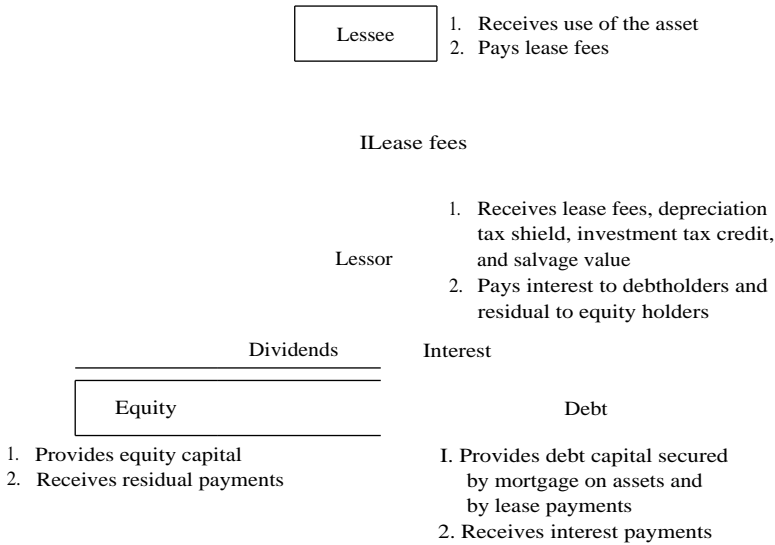 Lessee
1. Receives use of the asset
2. Pays lease fees
ILease fees
Lessor
1. Receives lease fees, depreciation
tax shield, investment tax credit,
and salvage value
2. Pays interest to debtholders and
residual to equity holders
Dividends
Interest
Equity
Debt
1. Provides equity capital
2. Receives residual payments
I. Provides debt capital secured
by mortgage on assets and
by lease payments
2. Receives interest payments